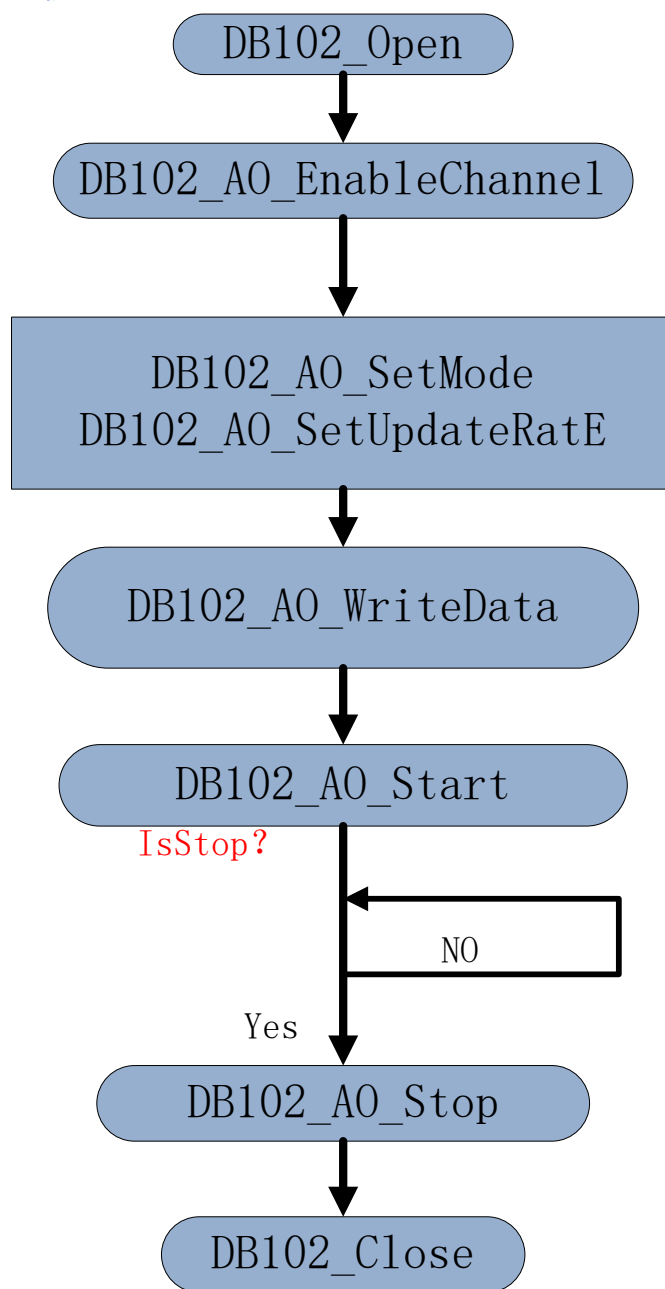 DB102_Open
DB102_AO_EnableChannel
DB102_AO_SetMode
DB102_AO_SetUpdateRatE
DB102_AO_WriteData
DB102_AO_Start
IsStop?
NO
Yes
DB102_AO_Stop
DB102_Close